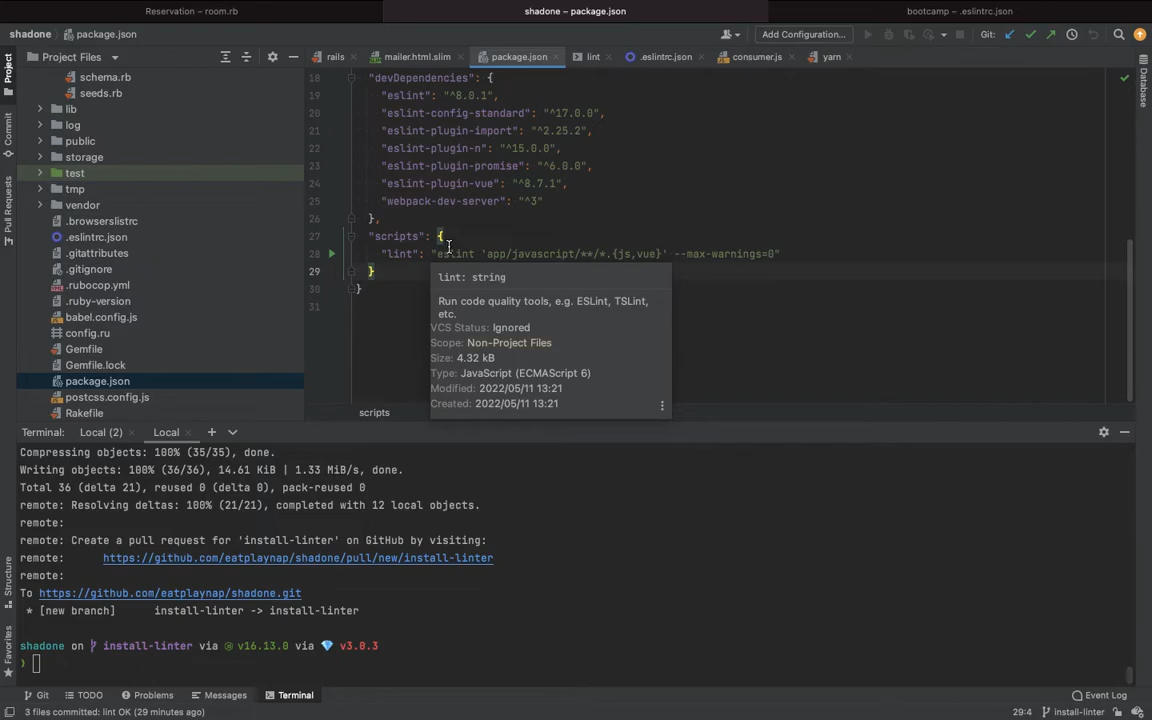 Reservation – room.rb
shadone – package.json
bootcamp – .eslintrc.json
shadone
package.json
Add Configuration...
Git:
Project Files
rails
mailer.html.slim
package.json
lint
.eslintrc.json
consumer.js
yarn
Project
Commit
Pull Requests
Structure
Favorites
Database
schema.rb
seeds.rb
lib
log
public
storage
test
tmp
vendor
.browserslistrc
.eslintrc.json
.gitattributes
.gitignore
.rubocop.yml
.ruby-version
babel.config.js
config.ru
Gemfile
Gemfile.lock
package.json
postcss.config.js
Rakefile
18 "devDependencies": {
19 "eslint": "^8.0.1",
20 "eslint-config-standard": "^17.0.0",
21 "eslint-plugin-import": "^2.25.2",
22 "eslint-plugin-n": "^15.0.0",
23 "eslint-plugin-promise": "^6.0.0",
24 "eslint-plugin-vue": "^8.7.1",
25 "webpack-dev-server": "^3"
26 },
27 "scripts": {
28 "lint": "eslint 'app/javascript/**/*.{js,vue}' --max-warnings=0"
29 }
30 }
31
lint: string
Run code quality tools, e.g. ESLint, TSLint,
etc.
VCS Status: Ignored
Scope: Non-Project Files
Size: 4.32 kB
Type: JavaScript (ECMAScript 6)
Modified: 2022/05/11 13:21
Created: 2022/05/11 13:21
scripts
Terminal: Local (2) Local
Compressing objects: 100% (35/35), done.
Writing objects: 100% (36/36), 14.61 KiB | 1.33 MiB/s, done.
Total 36 (delta 21), reused 0 (delta 0), pack-reused 0
remote: Resolving deltas: 100% (21/21), completed with 12 local objects.
remote:
remote: Create a pull request for 'install-linter' on GitHub by visiting:
remote: https://github.com/eatplaynap/shadone/pull/new/install-linter
remote:
To https://github.com/eatplaynap/shadone.git
* [new branch] install-linter -> install-linter
shadone on install-linter via v16.13.0 via v3.0.3
Git
TODO
Problems
Messages
Terminal
Event Log
3 files committed: lint OK (29 minutes ago)
29:4
install-linter